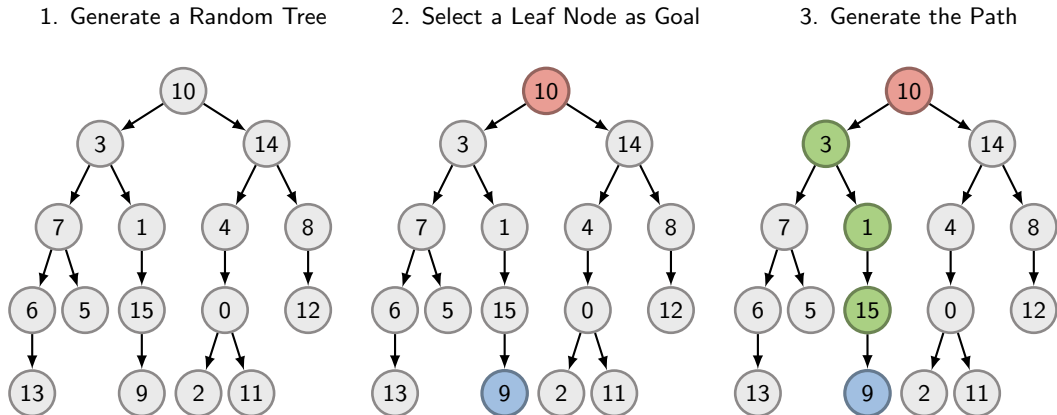 1. Generate a Random Tree
10
3 14
7 1 4 8
6 5 15 0 12
13 9 2 11
2. Select a Leaf Node as Goal
10
3 14
7 1 4 8
6 5 15 0 12
13 9 2 11
3. Generate the Path
10
3 14
7 1 4 8
6 5 15 0 12
13 9 2 11